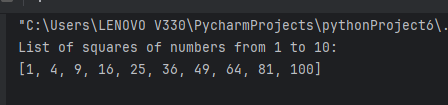 "C:\Users\LENOVO V330\PycharmProjects\pythonProject6\.
List of squares of numbers from 1 to 10:
[1, 4, 9, 16, 25, 36, 49, 64, 81, 100]